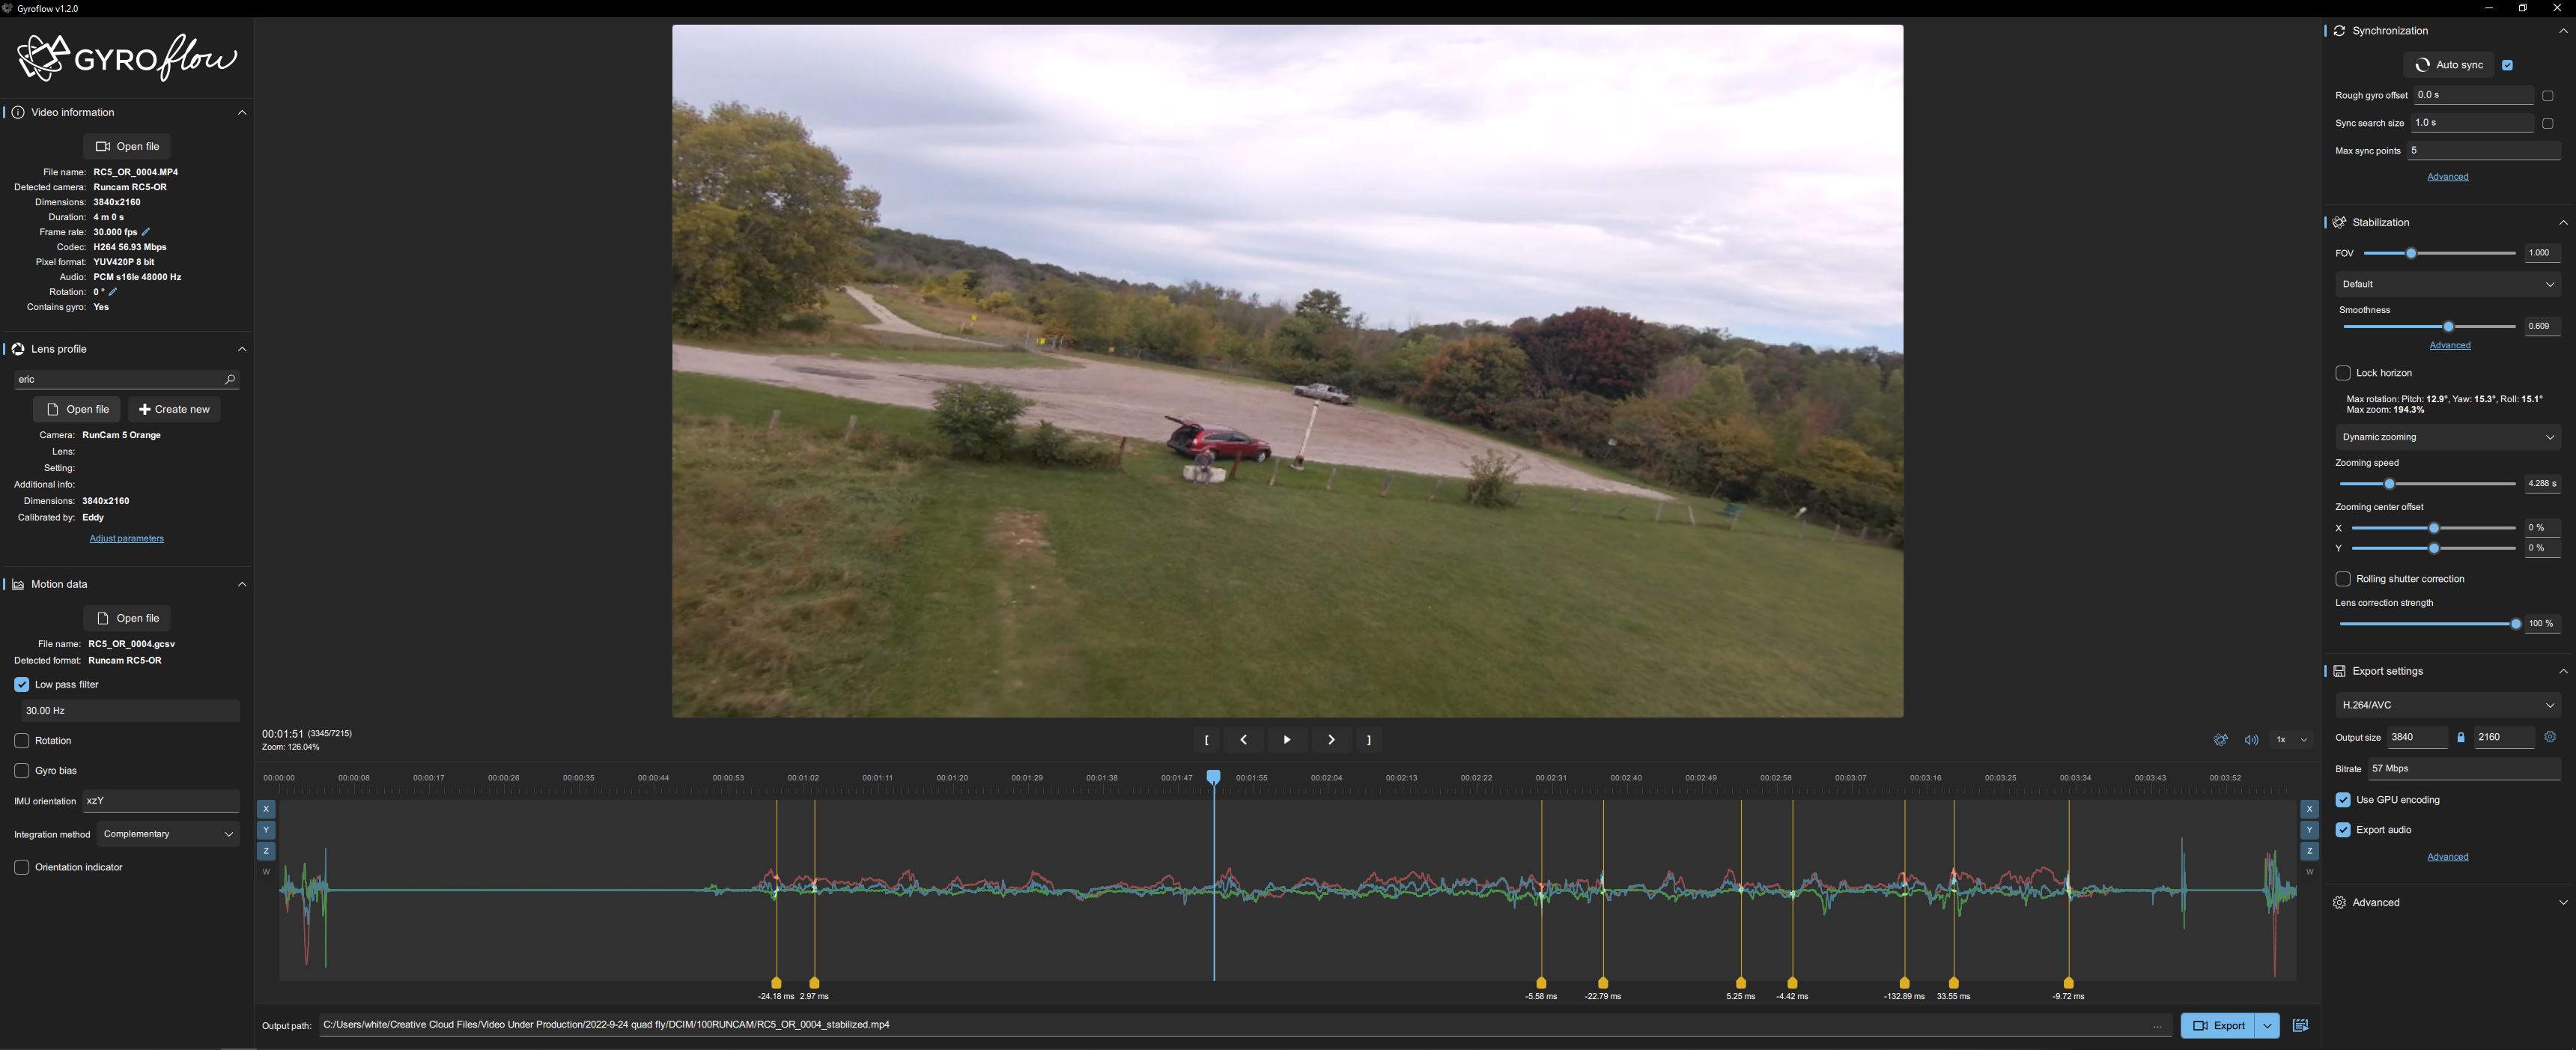 Gyroflow v1.2.0
GYROflow
Video information
Open file
File name: RC5_OR_0004.MP4
Detected camera: Runcam RC5-OR
Dimensions: 3840x2160
Duration: 4 m 0 s
Frame rate: 30.000 fps
Codec: H264 56.93 Mbps
Pixel format: YUV420P 8 bit
Audio: PCM s16le 48000 Hz
Rotation: 0 °
Contains gyro: Yes
Lens profile
eric
Open file
Create new
Camera: RunCam 5 Orange
Lens:
Setting:
Additional info:
Dimensions: 3840x2160
Calibrated by: Eddy
Adjust parameters
Motion data
Open file
File name: RC5_OR_0004.gcsv
Detected format: Runcam RC5-OR
Low pass filter
30.00 Hz
Rotation
Gyro bias
IMU orientation xzY
Integration method Complementary
Orientation indicator
00:01:51 (3345/7215)
Zoom: 126.04%
[ ]
1x
00:00:00 00:00:08 00:00:17 00:00:26 00:00:35 00:00:44 00:00:53 00:01:02 00:01:11 00:01:20 00:01:29 00:01:38 00:01:47 00:01:55 00:02:04 00:02:13 00:02:22 00:02:31 00:02:40 00:02:49 00:02:58 00:03:07 00:03:16 00:03:25 00:03:34 00:03:43 00:03:52
X X
Y Y
Z Z
W W
-24.18 ms 2.97 ms -5.58 ms -22.79 ms 5.25 ms -4.42 ms -132.89 ms 33.55 ms -9.72 ms
Output path: C:/Users/white/Creative Cloud Files/Video Under Production/2022-9-24 quad fly/DCIM/100RUNCAM/RC5_OR_0004_stabilized.mp4 ...
Export
Synchronization
Auto sync
Rough gyro offset 0.0 s
Sync search size 1.0 s
Max sync points 5
Advanced
Stabilization
FOV 1.000
Default
Smoothness
0.609
Advanced
Lock horizon
Max rotation: Pitch: 12.9°, Yaw: 15.3°, Roll: 15.1°
Max zoom: 194.3%
Dynamic zooming
Zooming speed
4.288 s
Zooming center offset
X 0 %
Y 0 %
Rolling shutter correction
Lens correction strength
100 %
Export settings
H.264/AVC
Output size 3840 2160
Bitrate 57 Mbps
Use GPU encoding
Export audio
Advanced
Advanced